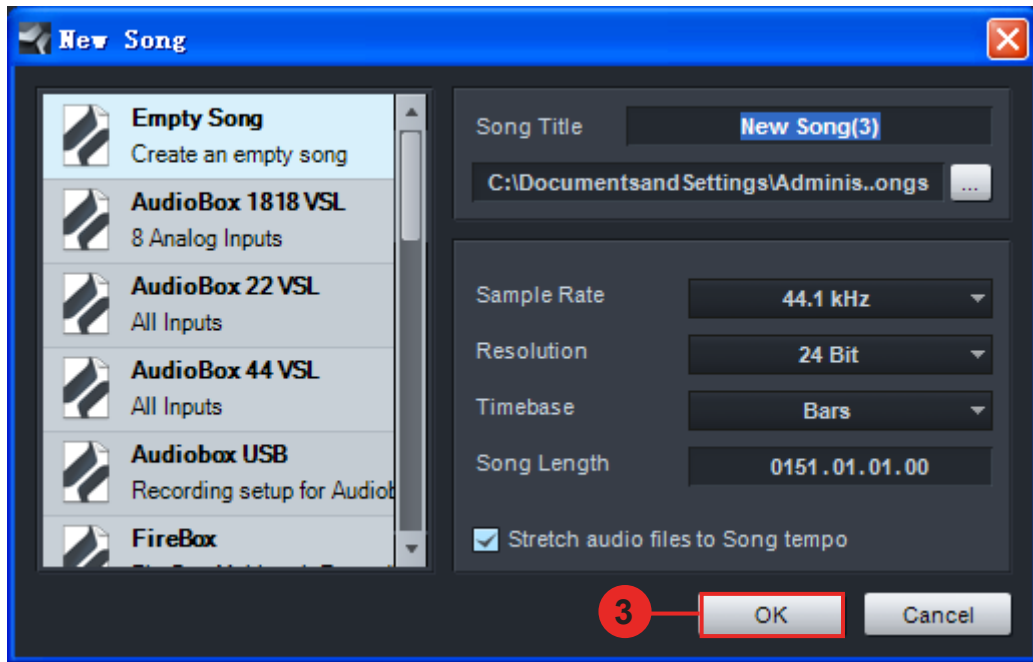 New Song
Empty Song
Create an empty song
AudioBox 1818 VSL
8 Analog Inputs
AudioBox 22 VSL
All Inputs
AudioBox 44 VSL
All Inputs
Audiobox USB
Recording setup for Audiob
FireBox
Song Title
New Song(3)
C:\DocumentsandSettings\Adminis..ongs
...
Sample Rate
44.1 kHz
Resolution
24 Bit
Timebase
Bars
Song Length
0151.01.01.00
Stretch audio files to Song tempo
3
OK
Cancel